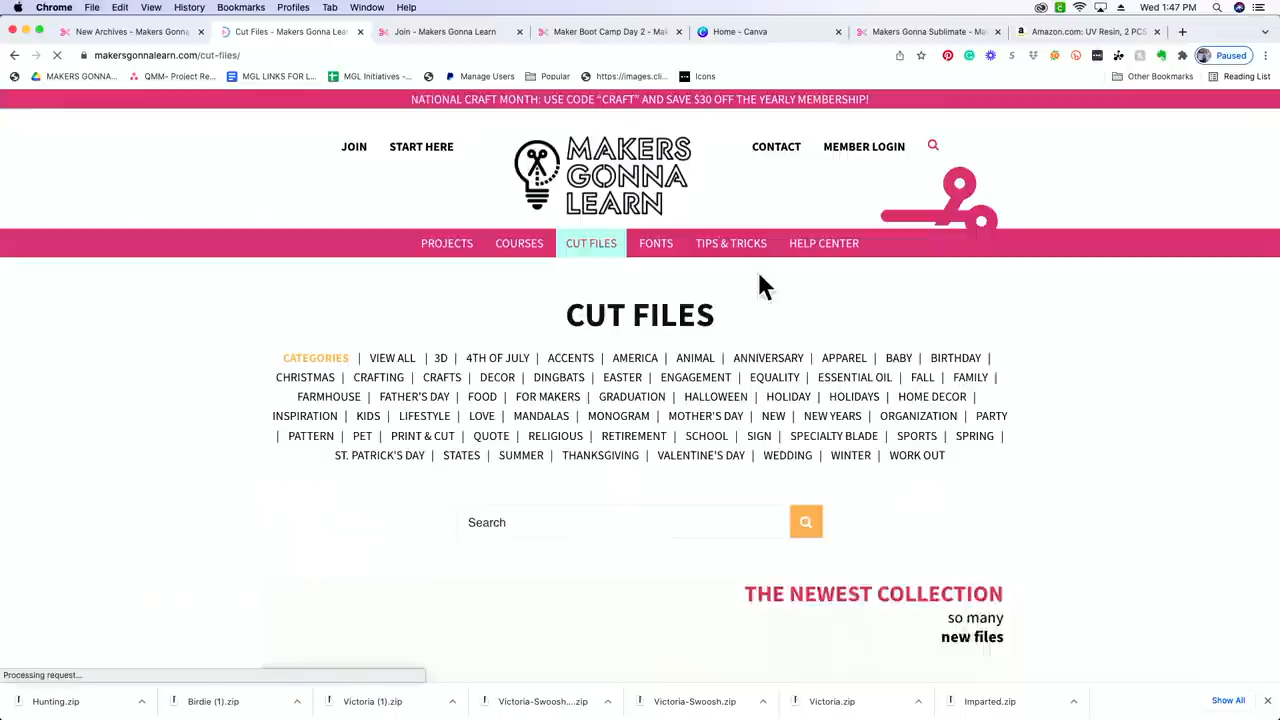 Chrome File Edit View History Bookmarks Profiles Tab Window Help Wed 1:47 PM
New Archives - Makers Gonna Cut Files - Makers Gonna Lea Join - Makers Gonna Learn Maker Boot Camp Day 2 - Mak Home - Canva Makers Gonna Sublimate - Ma Amazon.com: UV Resin, 2 PCS
makersgonnalearn.com/cut-files/ Paused
MAKERS GONNA... QMM- Project Re... MGL LINKS FOR L... MGL Initiatives -... Manage Users Popular https://images.cli... Icons Other Bookmarks Reading List
NATIONAL CRAFT MONTH: USE CODE “CRAFT” AND SAVE $30 OFF THE YEARLY MEMBERSHIP!
JOIN START HERE CONTACT MEMBER LOGIN
MAKERS
GONNA
LEARN
PROJECTS COURSES CUT FILES FONTS TIPS & TRICKS HELP CENTER
CUT FILES
CATEGORIES | VIEW ALL | 3D | 4TH OF JULY | ACCENTS | AMERICA | ANIMAL | ANNIVERSARY | APPAREL | BABY | BIRTHDAY |
CHRISTMAS | CRAFTING | CRAFTS | DECOR | DINGBATS | EASTER | ENGAGEMENT | EQUALITY | ESSENTIAL OIL | FALL | FAMILY |
FARMHOUSE | FATHER'S DAY | FOOD | FOR MAKERS | GRADUATION | HALLOWEEN | HOLIDAY | HOLIDAYS | HOME DECOR |
INSPIRATION | KIDS | LIFESTYLE | LOVE | MANDALAS | MONOGRAM | MOTHER'S DAY | NEW | NEW YEARS | ORGANIZATION | PARTY
| PATTERN | PET | PRINT & CUT | QUOTE | RELIGIOUS | RETIREMENT | SCHOOL | SIGN | SPECIALTY BLADE | SPORTS | SPRING |
ST. PATRICK'S DAY | STATES | SUMMER | THANKSGIVING | VALENTINE'S DAY | WEDDING | WINTER | WORK OUT
Search
THE NEWEST COLLECTION
so many
new files
Processing request...
Hunting.zip Birdie (1).zip Victoria (1).zip Victoria-Swoosh....zip Victoria-Swoosh.zip Victoria.zip Imparted.zip Show All